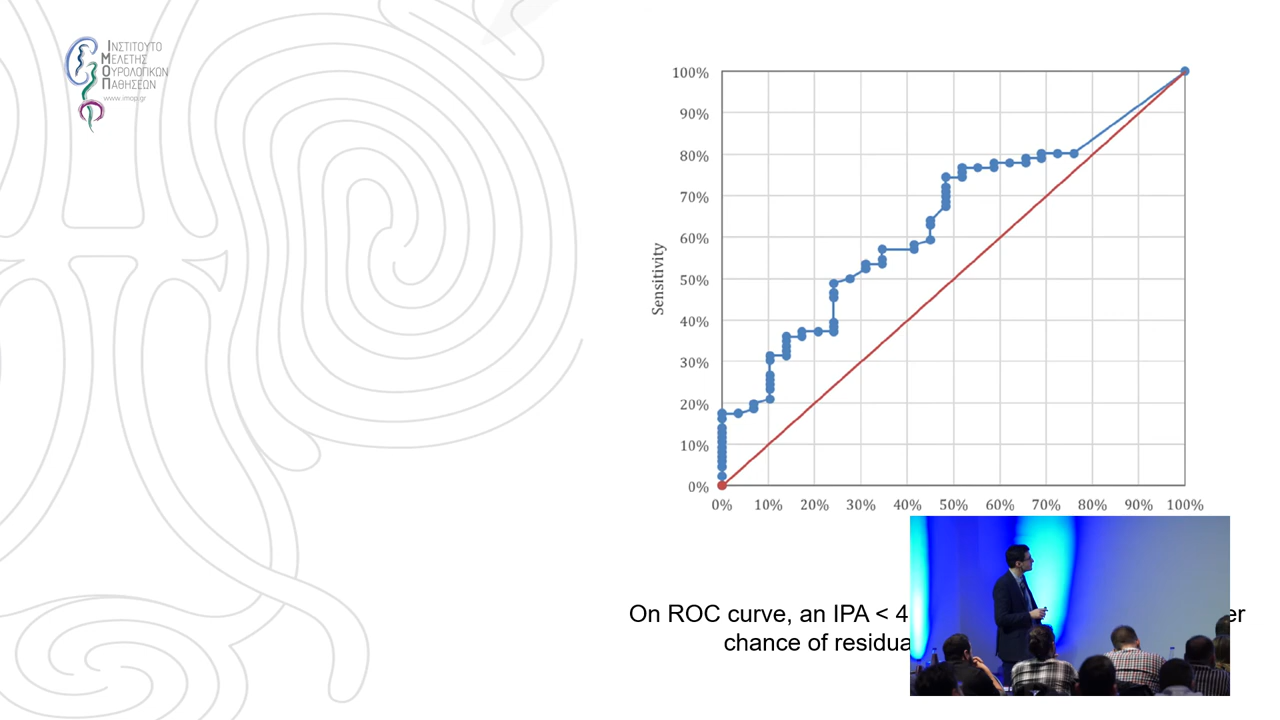 ΙΝΣΤΙΤΟΥΤΟ
ΜΕΛΕΤΗΣ
ΟΥΡΟΛΟΓΙΚΩΝ
ΠΑΘΗΣΕΩΝ
www.imop.gr
100%
90%
80%
70%
60%
50%
40%
30%
20%
10%
0%
Sensitivity
0% 10% 20% 30% 40% 50% 60% 70% 80% 90% 100%
On ROC curve, an IPA < 4
chance of